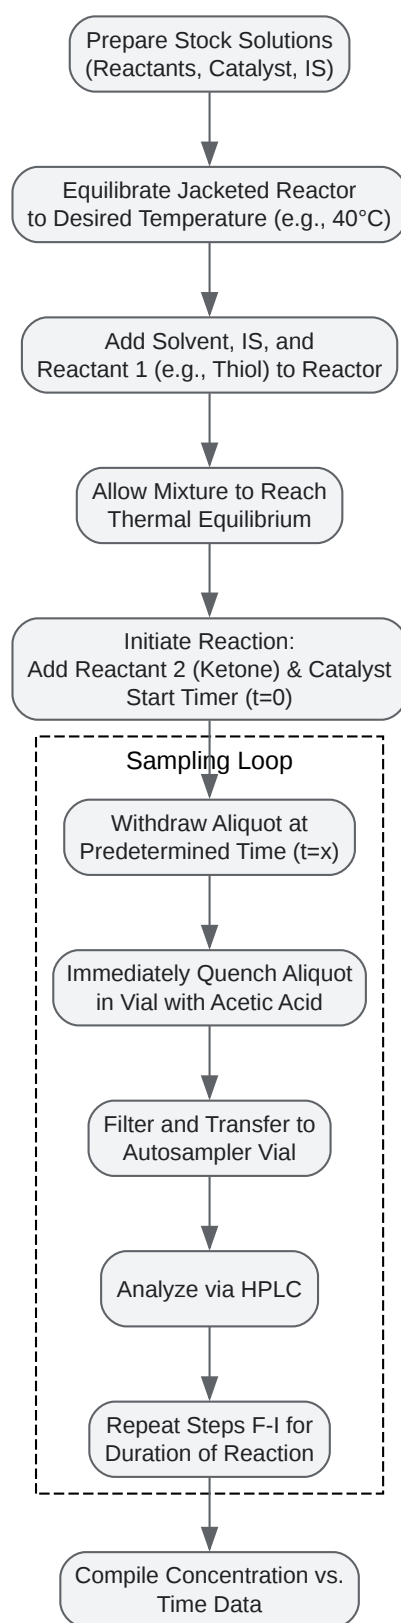 Prepare Stock Solutions
(Reactants, Catalyst, IS)
Equilibrate Jacketed Reactor
to Desired Temperature (e.g., 40°C)
Add Solvent, IS, and
Reactant 1 (e.g., Thiol) to Reactor
Allow Mixture to Reach
Thermal Equilibrium
Initiate Reaction:
Add Reactant 2 (Ketone) & Catalyst
Start Timer (t=0)
Sampling Loop
Withdraw Aliquot at
Predetermined Time (t=x)
Immediately Quench Aliquot
in Vial with Acetic Acid
Filter and Transfer to
Autosampler Vial
Analyze via HPLC
Repeat Steps F-I for
Duration of Reaction
Compile Concentration vs.
Time Data